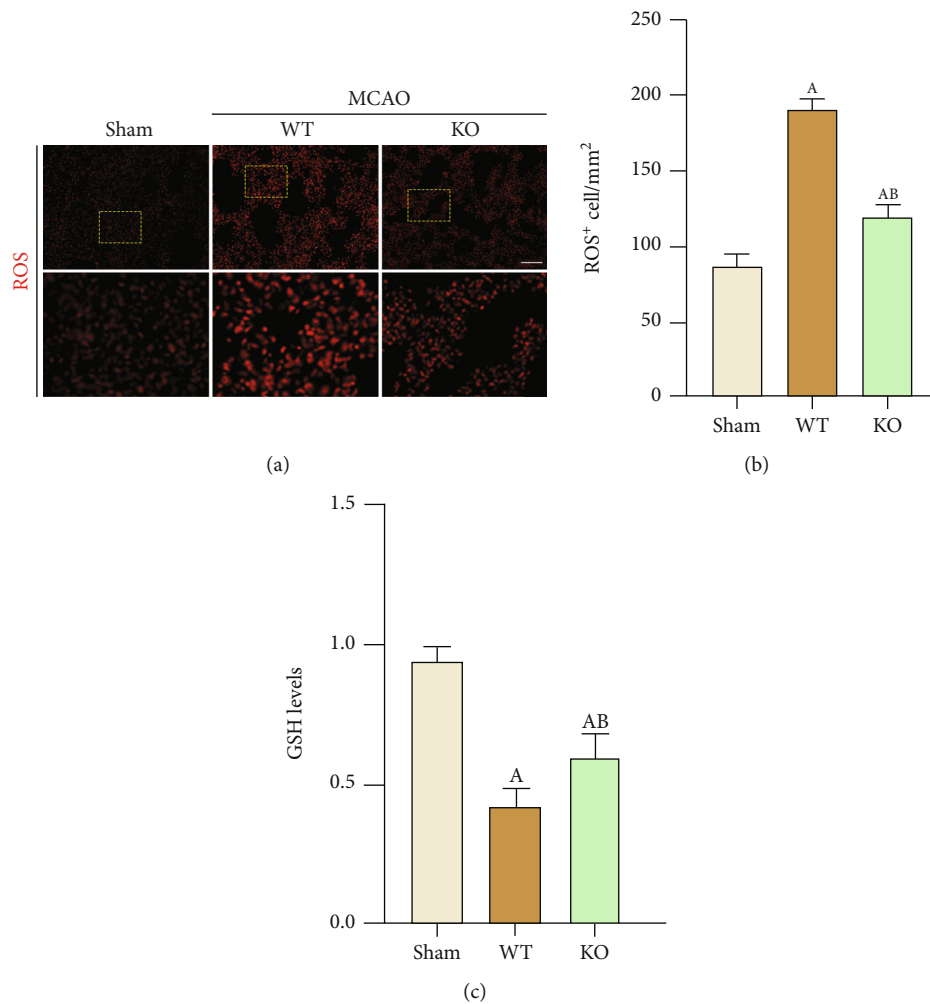 MCAO
Sham WT KO
ROS
(a)
250
200
150
100
50
0
ROS⁺ cell/mm²
A
AB
Sham WT KO
(b)
1.5
1.0
0.5
0.0
GSH levels
A
AB
Sham WT KO
(c)